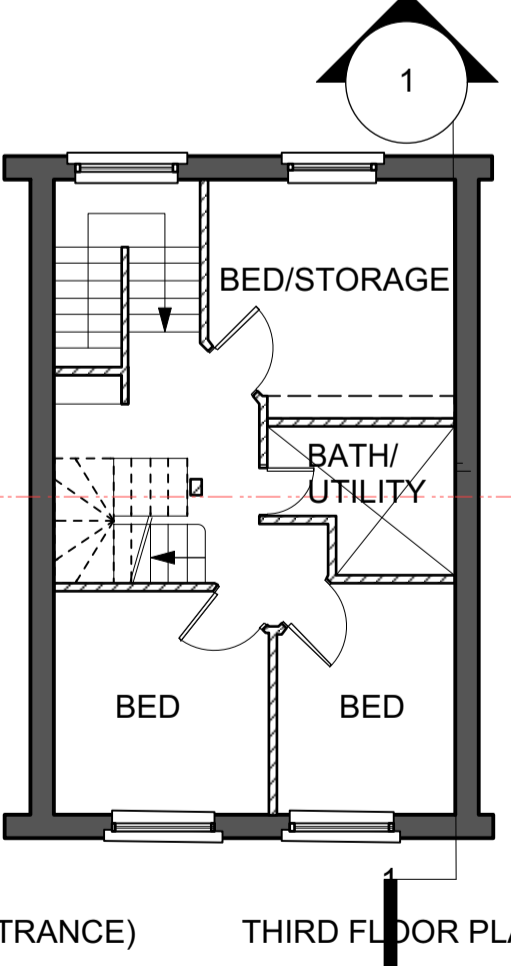 1
BED/STORAGE
BATH/
UTILITY
BED
BED
1
TRANCE)
THIRD FLOOR PLA